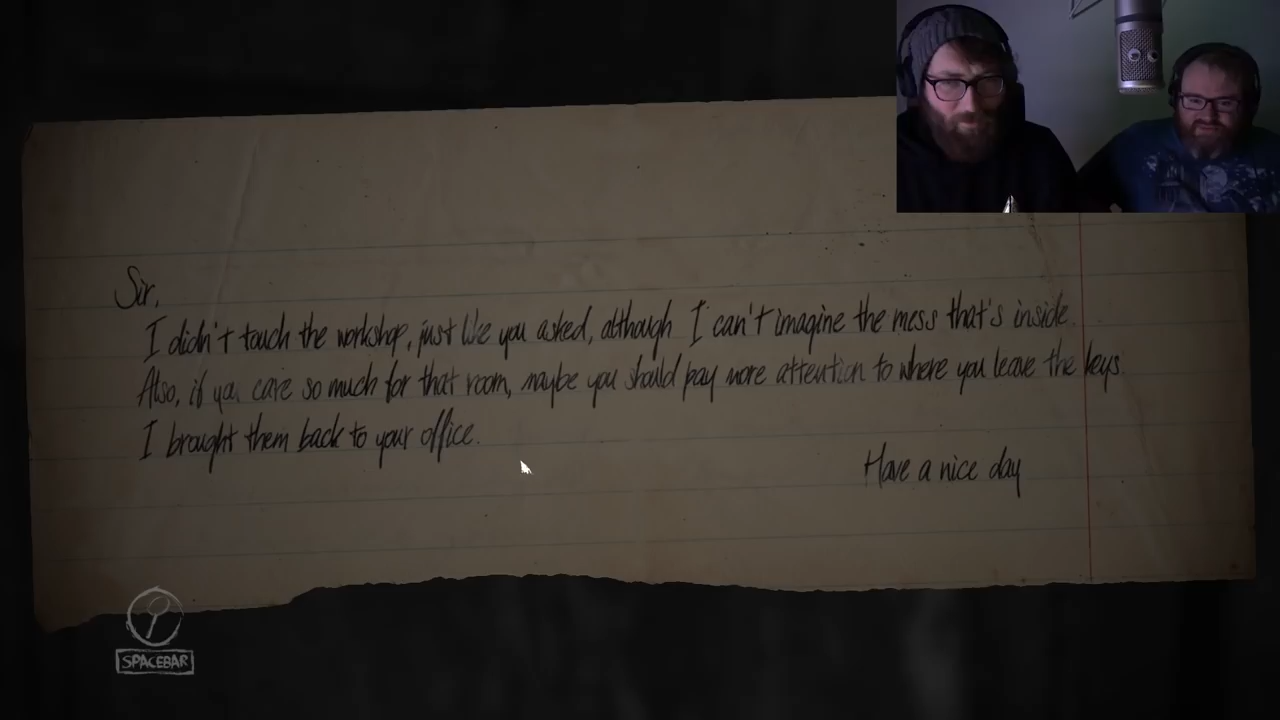 Sir,
I didn't touch the workshop, just like you asked, although I can't imagine the mess that's inside.
Also, if you care so much for that room, maybe you should pay more attention to where you leave the keys.
I brought them back to your office.
Have a nice day
SPACEBAR